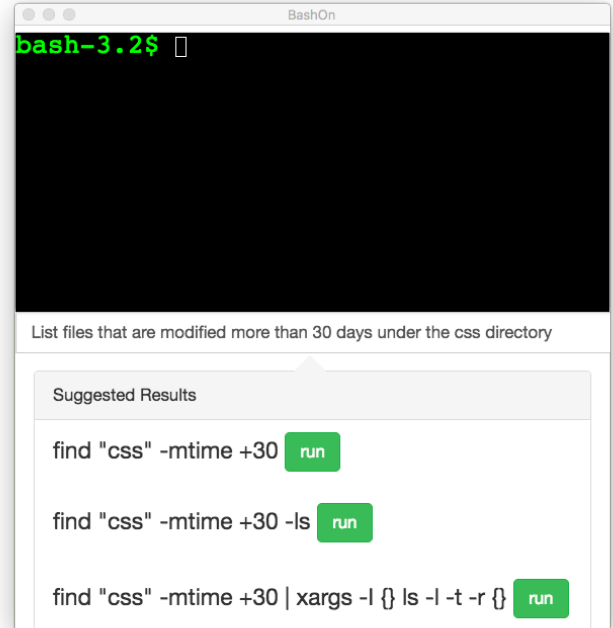 BashOn
bash-3.2$
List files that are modified more than 30 days under the css directory
Suggested Results
find "css" -mtime +30 run
find "css" -mtime +30 -ls run
find "css" -mtime +30 | xargs -I {} ls -l -t -r {} run